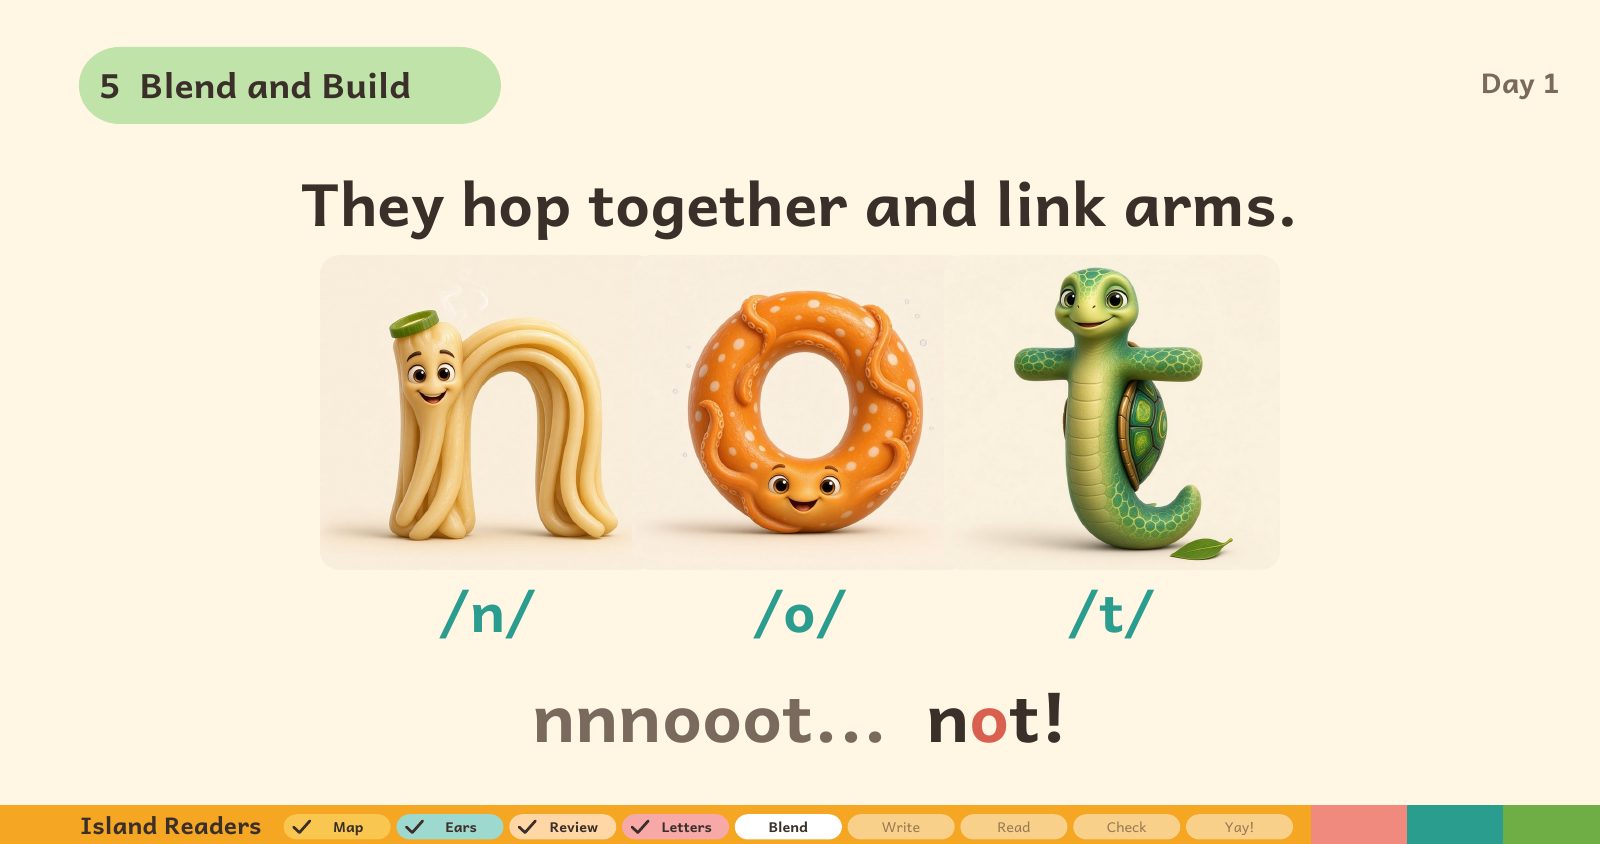 5 Blend and Build
Day 1
They hop together and link arms.
/n/ /o/ /t/
nnnooot... not!
Island Readers Map Ears Review Letters Blend Write Read Check Yay!